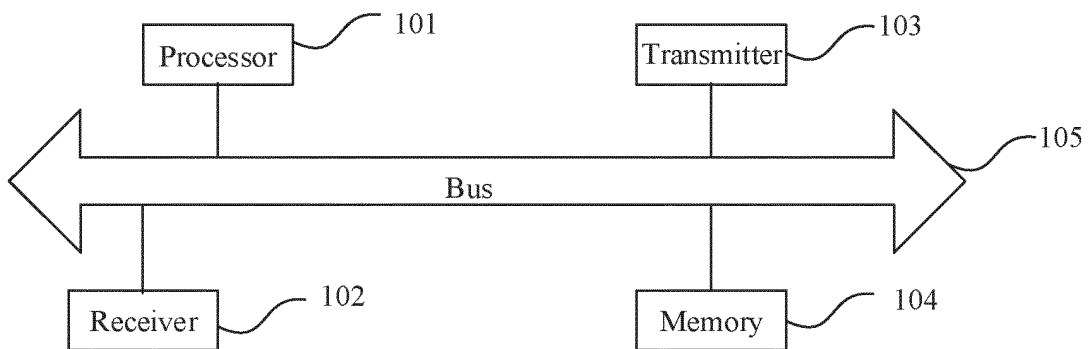 101
Processor
103
Transmitter
105
Bus
102
Receiver
104
Memory